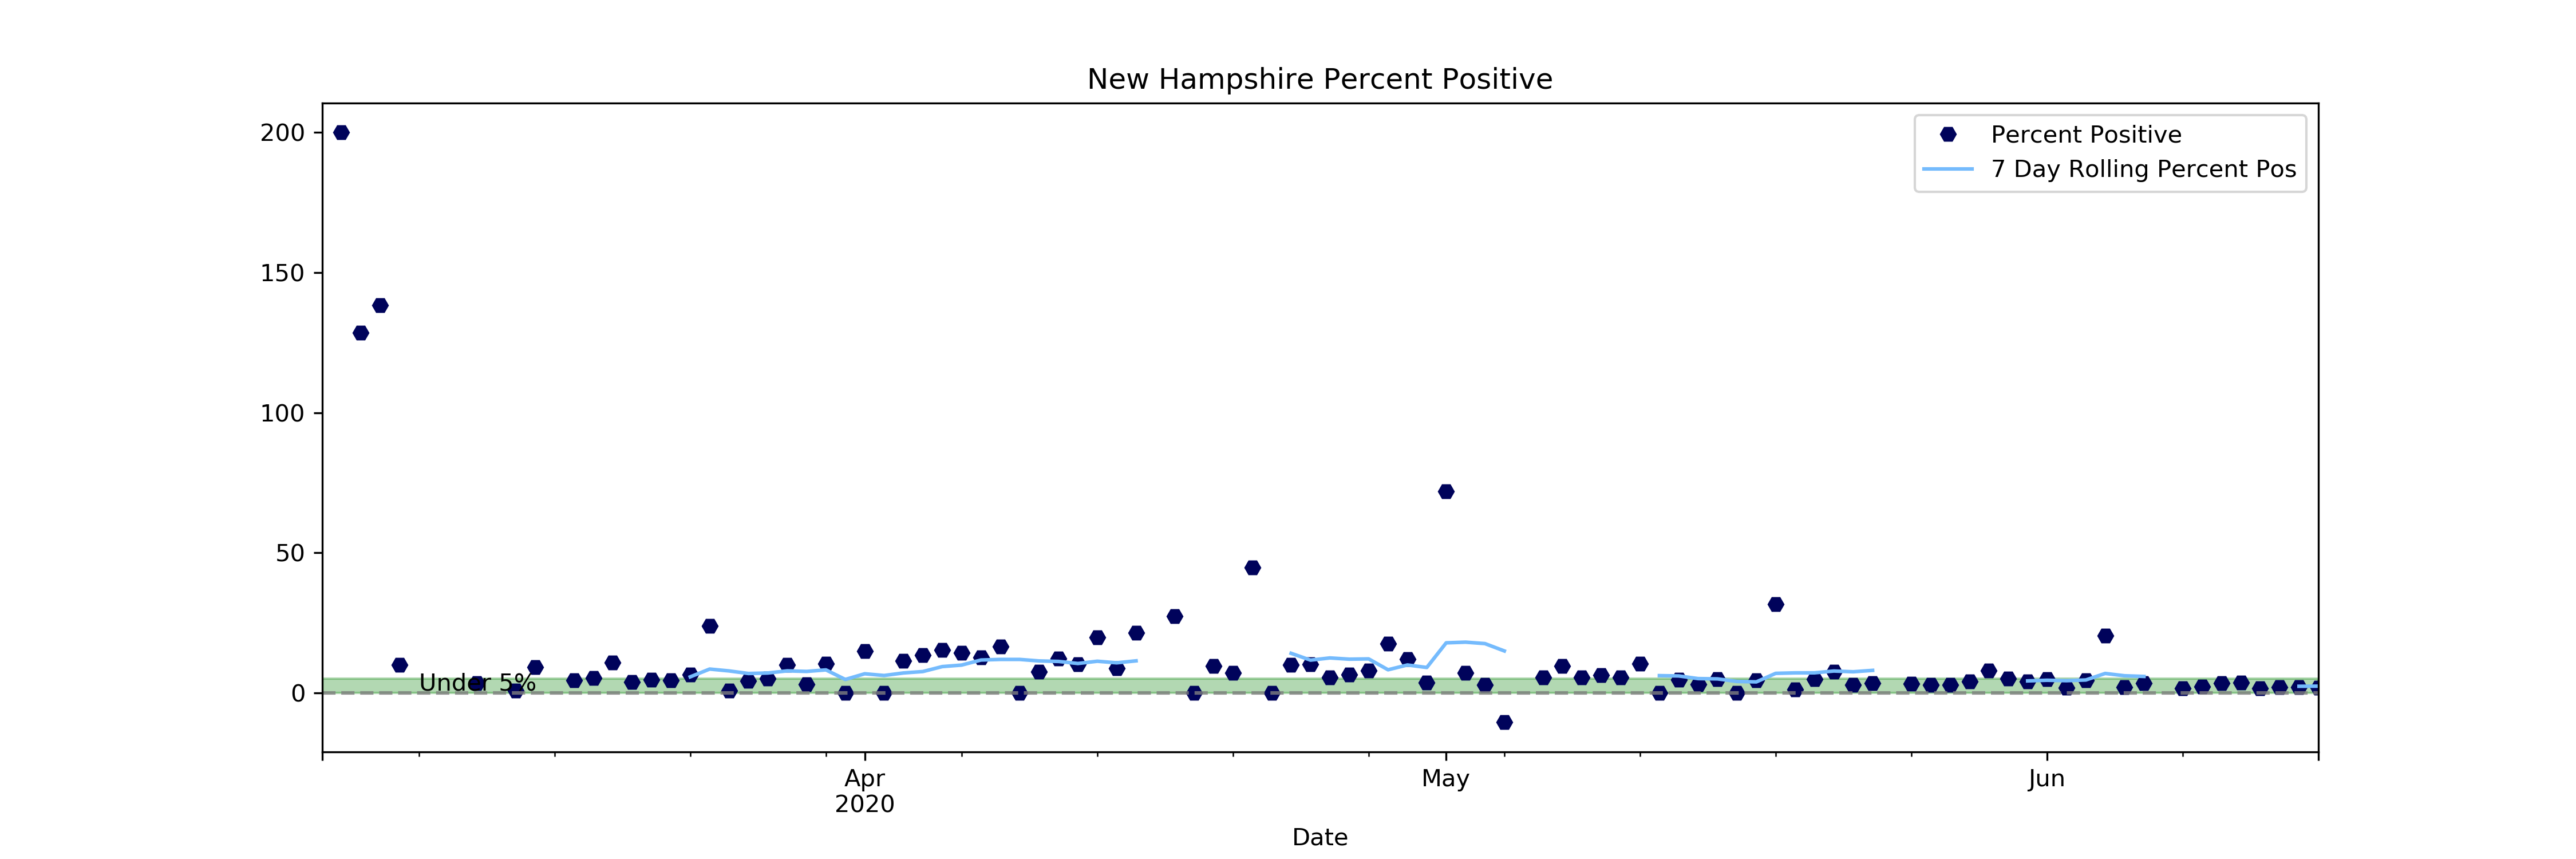 New Hampshire Percent Positive
200
150
100
50
0
Percent Positive
7 Day Rolling Percent Pos
Under 5%
Apr
2020
May
Jun
Date